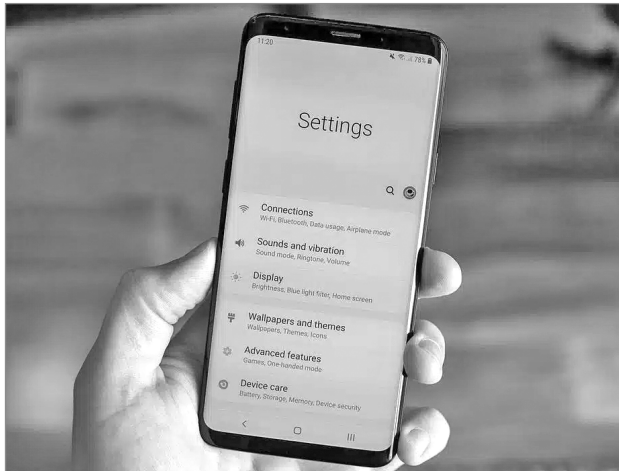 11:20
78%
Settings
Connections
Wi-Fi, Bluetooth, Data usage, Airplane mode
Sounds and vibration
Sound mode, Ringtone, Volume
Display
Brightness, Blue light filter, Home screen
Wallpapers and themes
Wallpapers, Themes, Icons
Advanced features
Games, One-handed mode
Device care
Battery, Storage, Memory, Device security